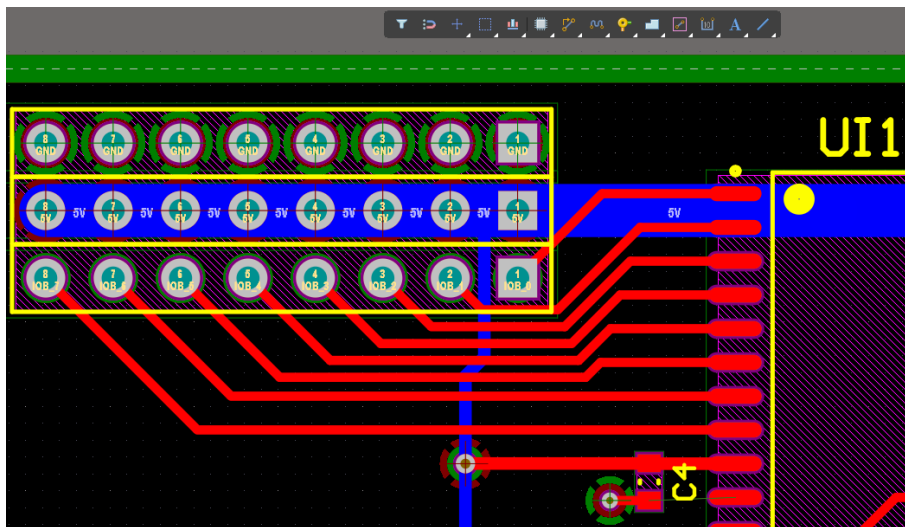 UI1
8 7 6 5 4 3 2 1
GND GND GND GND GND GND GND GND
8 7 6 5 4 3 2 1
5V 5V 5V 5V 5V 5V 5V 5V 5V 5V 5V 5V 5V 5V 5V 5V
8 7 6 5 4 3 2 1
IOB_7 IOB_6 IOB_5 IOB_4 IOB_3 IOB_2 IOB_1 IOB_0
C4